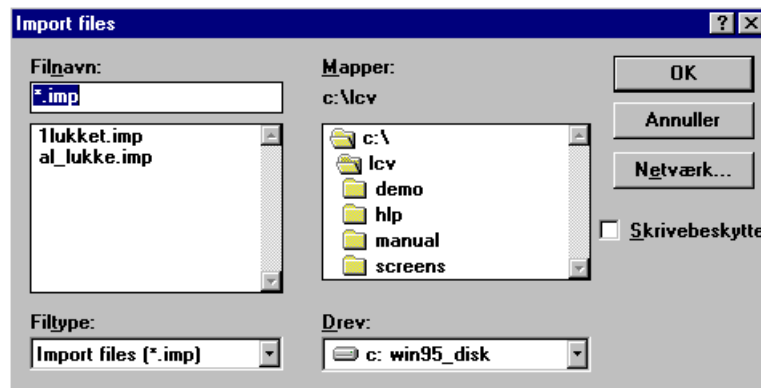 Import files
Filnavn:
*.imp
1lukket.imp
al_lukke.imp
Filtype:
Import files (*.imp)
Mapper:
c:\lcv
c:\
lcv
demo
hlp
manual
screens
Drev:
c: win95_disk
OK
Annuller
Netværk...
Skrivebeskytte